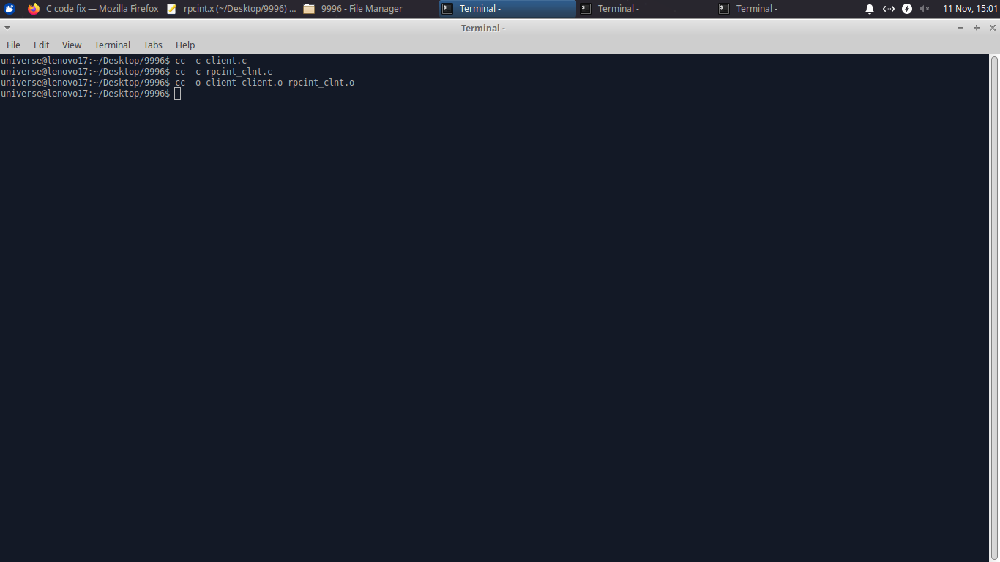 C code fix — Mozilla Firefox
rpcint.x (~/Desktop/9996) ...
9996 - File Manager
Terminal -
Terminal -
Terminal -
11 Nov, 15:01
Terminal -
File Edit View Terminal Tabs Help
universe@lenovo17:~/Desktop/9996$ cc -c client.c
universe@lenovo17:~/Desktop/9996$ cc -c rpcint_clnt.c
universe@lenovo17:~/Desktop/9996$ cc -o client client.o rpcint_clnt.o
universe@lenovo17:~/Desktop/9996$